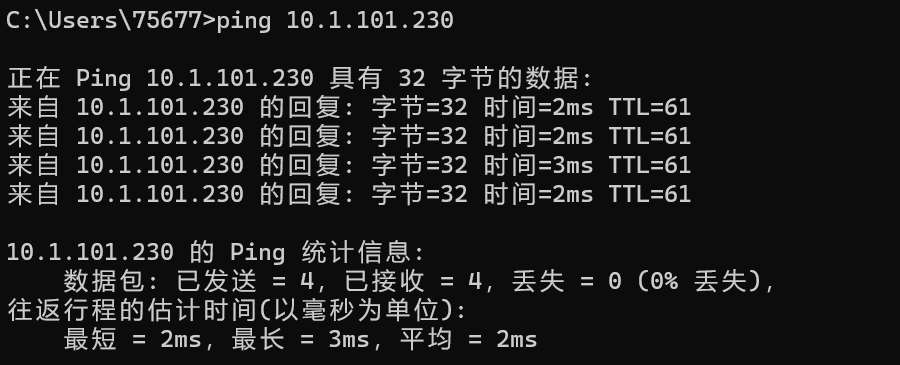 C:\Users\75677>ping 10.1.101.230
正在 Ping 10.1.101.230 具有 32 字节的数据:
来自 10.1.101.230 的回复: 字节=32 时间=2ms TTL=61
来自 10.1.101.230 的回复: 字节=32 时间=2ms TTL=61
来自 10.1.101.230 的回复: 字节=32 时间=3ms TTL=61
来自 10.1.101.230 的回复: 字节=32 时间=2ms TTL=61
10.1.101.230 的 Ping 统计信息:
数据包: 已发送 = 4, 已接收 = 4, 丢失 = 0 (0% 丢失),
往返行程的估计时间(以毫秒为单位):
最短 = 2ms, 最长 = 3ms, 平均 = 2ms